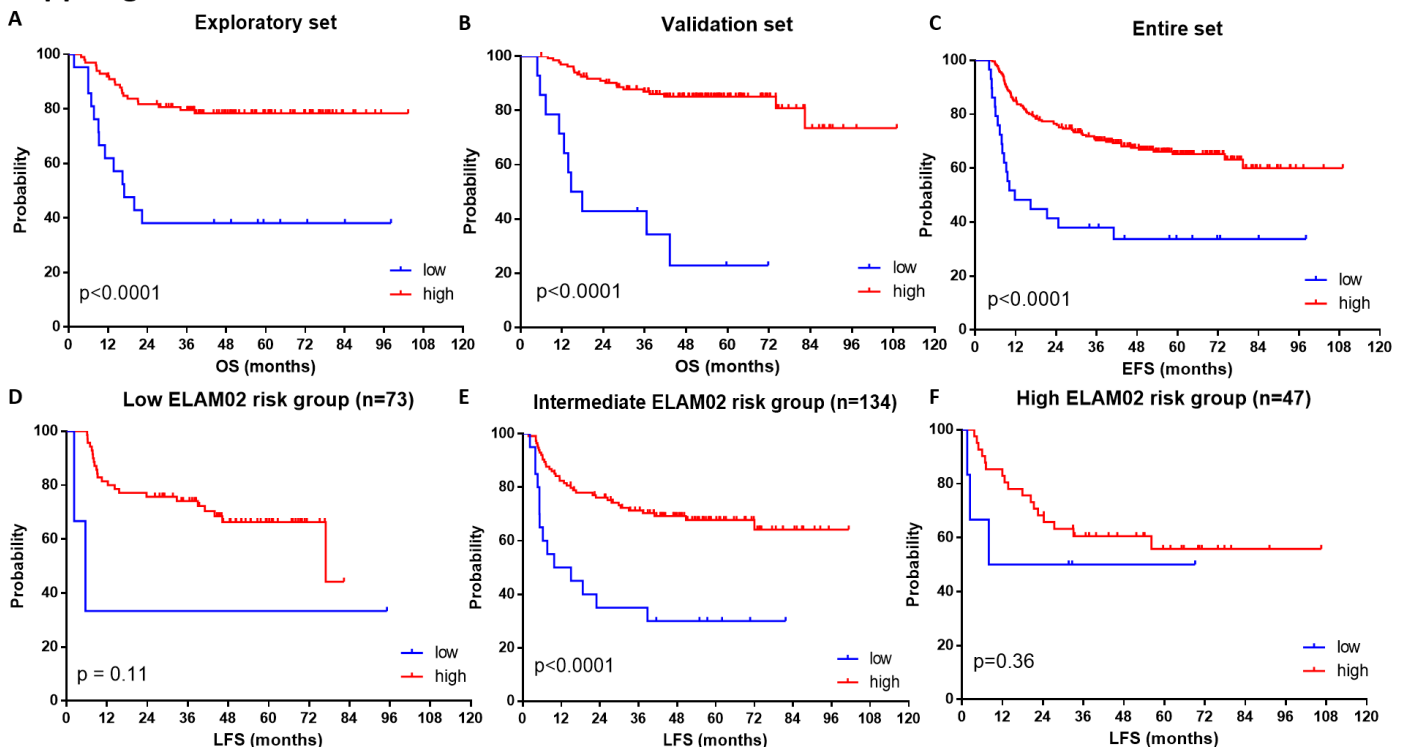 A
Exploratory set
100
80
60
40
20
0
Probability
p<0.0001
low
high
0 12 24 36 48 60 72 84 96 108 120
OS (months)
B
Validation set
100
80
60
40
20
0
Probability
p<0.0001
low
high
0 12 24 36 48 60 72 84 96 108 120
OS (months)
C
Entire set
100
80
60
40
20
0
Probability
p<0.0001
low
high
0 12 24 36 48 60 72 84 96 108 120
EFS (months)
D
Low ELAM02 risk group (n=73)
100
80
60
40
20
0
Probability
p = 0.11
low
high
0 12 24 36 48 60 72 84 96 108 120
LFS (months)
E
Intermediate ELAM02 risk group (n=134)
100
80
60
40
20
0
Probability
p<0.0001
low
high
0 12 24 36 48 60 72 84 96 108 120
LFS (months)
F
High ELAM02 risk group (n=47)
100
80
60
40
20
0
Probability
p=0.36
low
high
0 12 24 36 48 60 72 84 96 108 120
LFS (months)